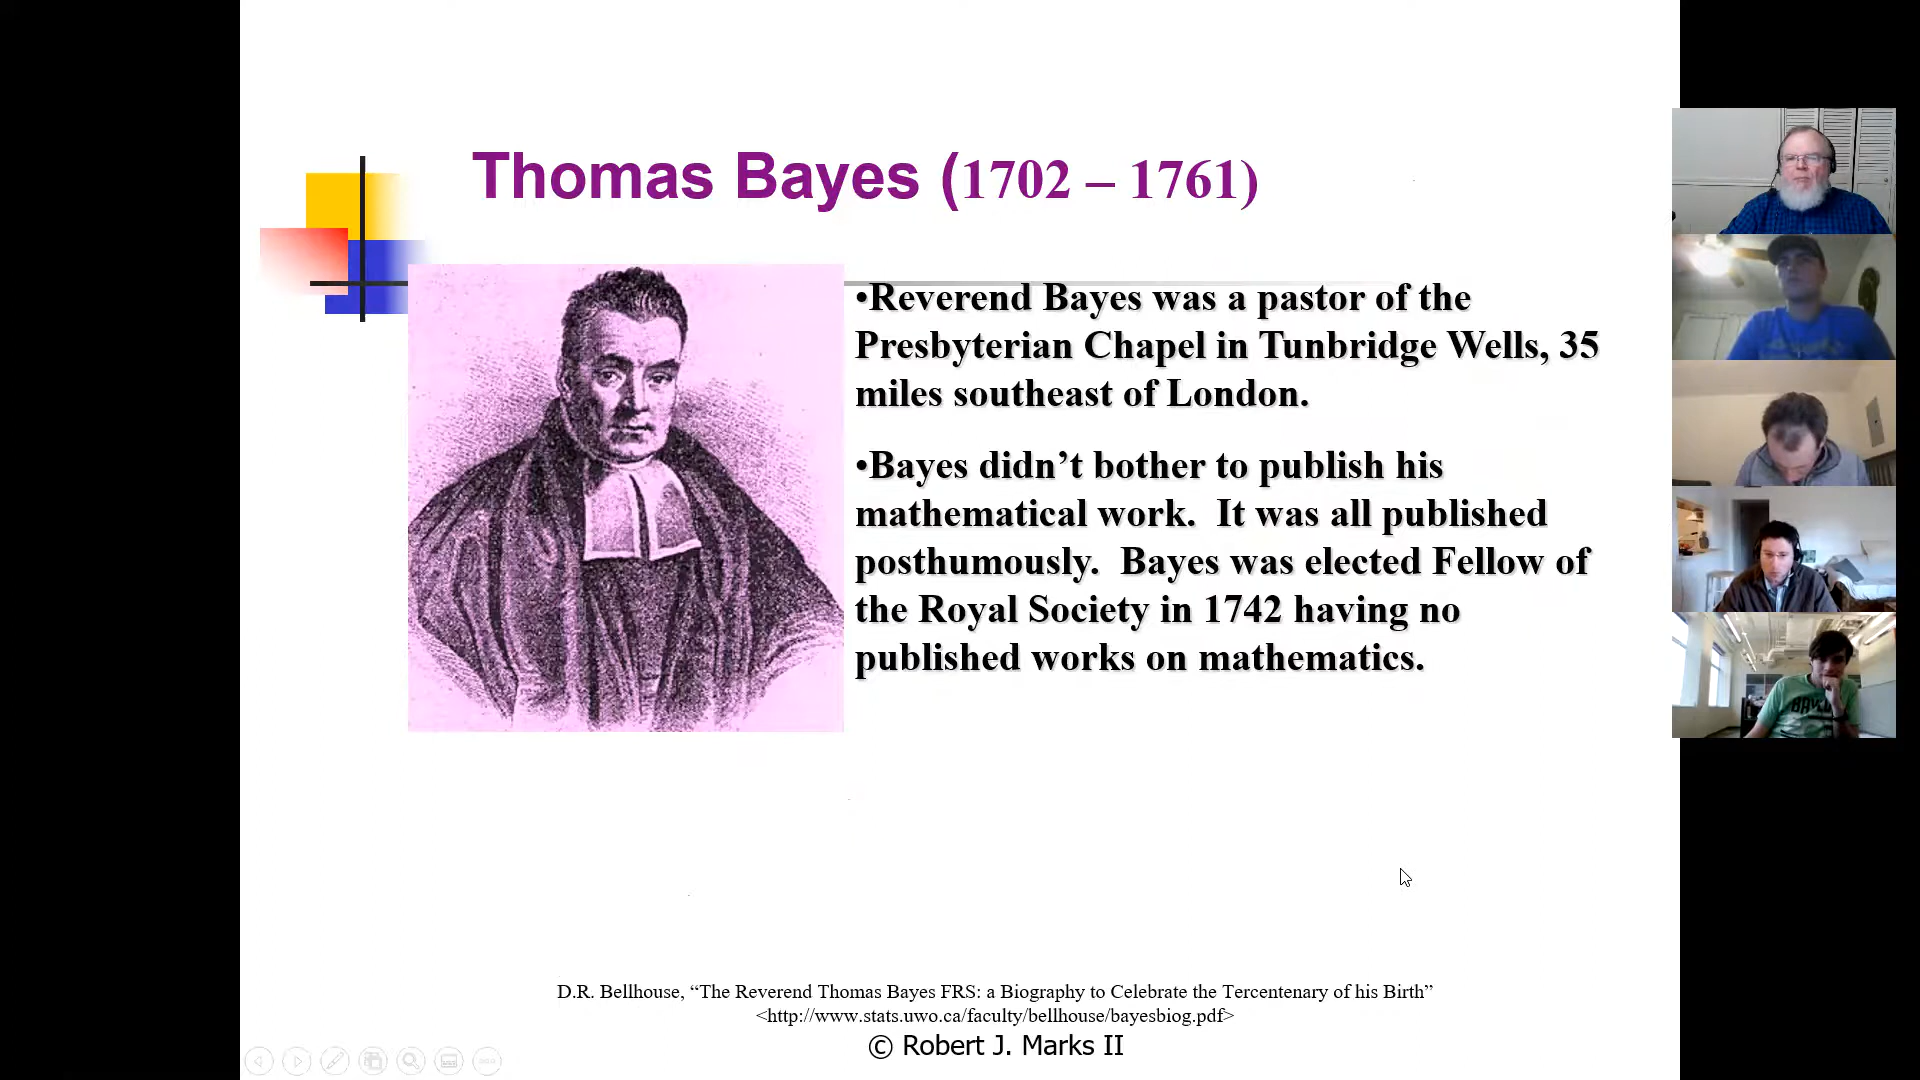 Thomas Bayes (1702 – 1761)
•Reverend Bayes was a pastor of the
Presbyterian Chapel in Tunbridge Wells, 35
miles southeast of London.
•Bayes didn’t bother to publish his
mathematical work.  It was all published
posthumously.  Bayes was elected Fellow of
the Royal Society in 1742 having no
published works on mathematics.
D.R. Bellhouse, “The Reverend Thomas Bayes FRS: a Biography to Celebrate the Tercentenary of his Birth”
<http://www.stats.uwo.ca/faculty/bellhouse/bayesbiog.pdf>
© Robert J. Marks II